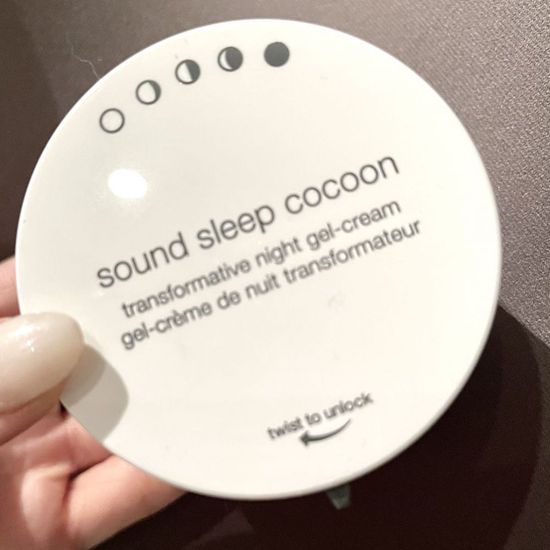 sound sleep cocoon
transformative night gel-cream
gel-crème de nuit transformateur
twist to unlock